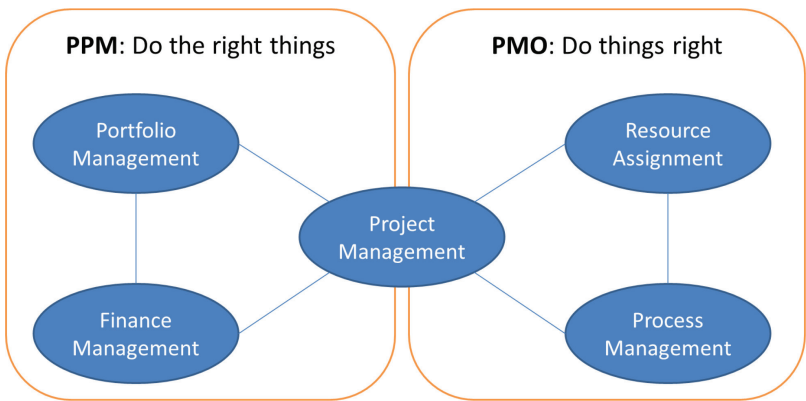 PPM: Do the right things
PMO: Do things right
Portfolio
Management
Resource
Assignment
Project
Management
Finance
Management
Process
Management